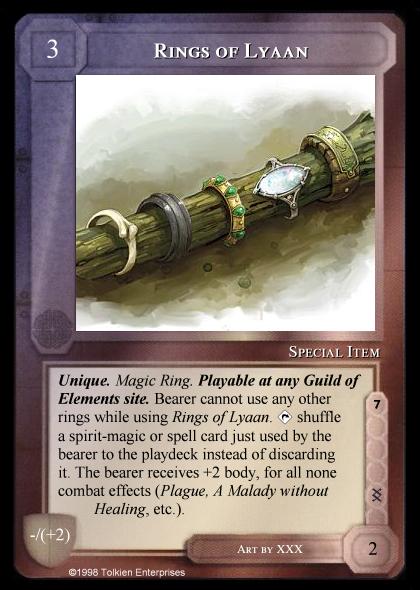 3
RINGS OF LYAAN
SPECIAL ITEM
Unique. Magic Ring. Playable at any Guild of
Elements site. Bearer cannot use any other
rings while using Rings of Lyaan. shuffle
a spirit-magic or spell card just used by the
bearer to the playdeck instead of discarding
it. The bearer receives +2 body, for all none
combat effects (Plague, A Malady without
Healing, etc.).
7
-/(+2)
ART BY XXX
2
©1998 Tolkien Enterprises